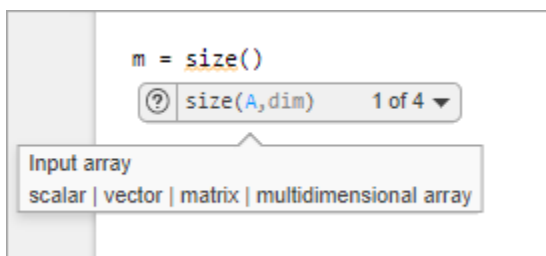 m = size()
size(A,dim) 1 of 4
Input array
scalar | vector | matrix | multidimensional array